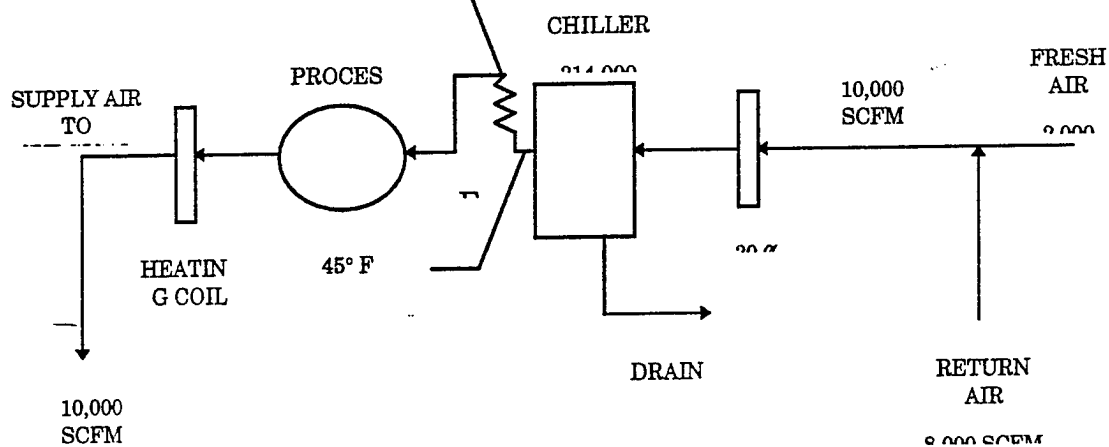 CHILLER
FRESH
AIR
PROCES
10,000
SCFM
SUPPLY AIR
TO
HEATIN
G COIL
45° F
DRAIN
RETURN
AIR
10,000
SCFM